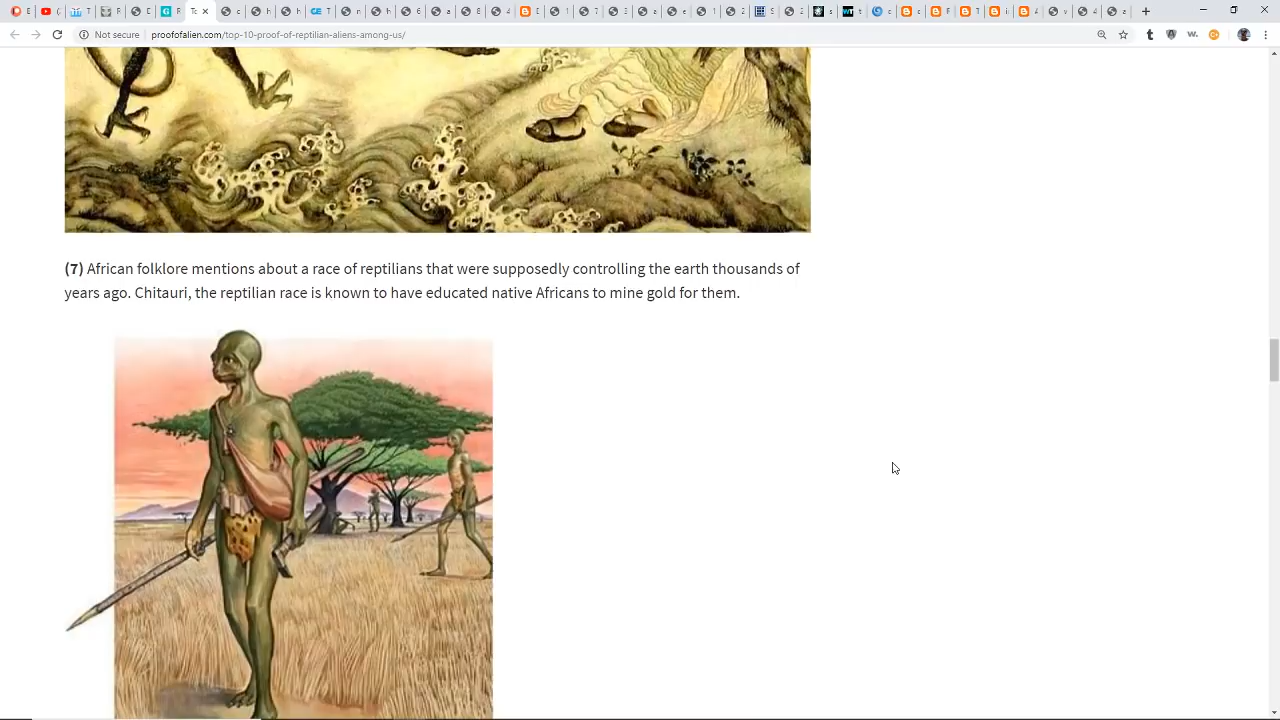 Not secure
proofofalien.com/top-10-proof-of-reptilian-aliens-among-us/
(7) African folklore mentions about a race of reptilians that were supposedly controlling the earth thousands of
years ago. Chitauri, the reptilian race is known to have educated native Africans to mine gold for them.